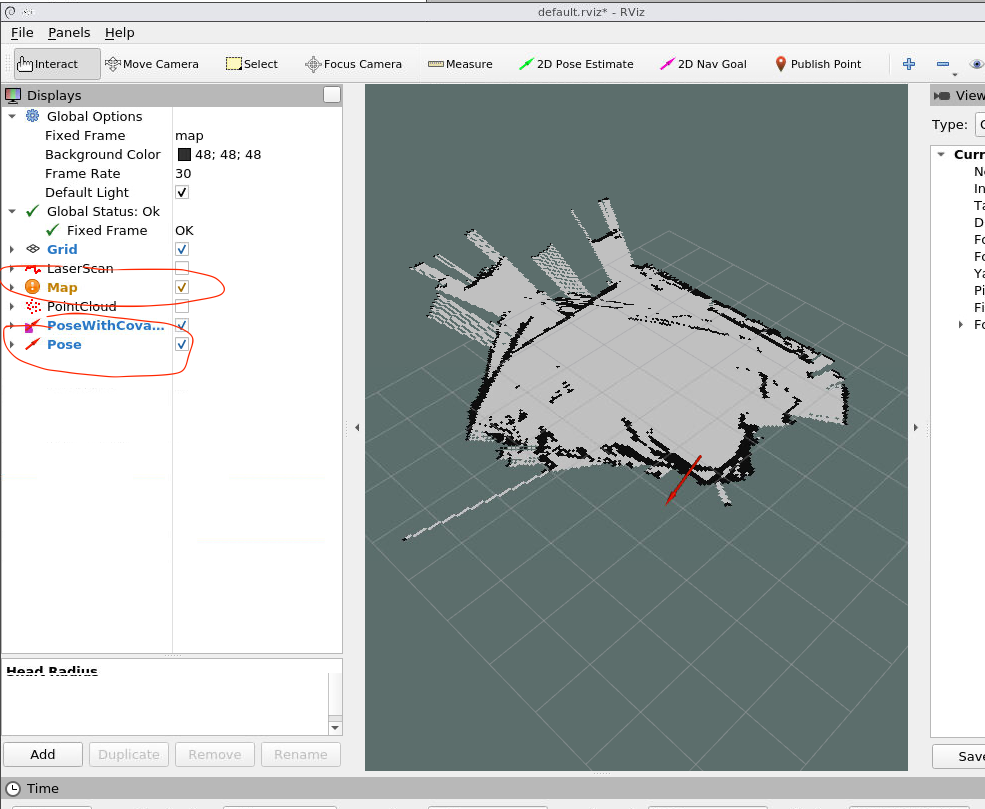 default.rviz* - RViz
File Panels Help
Interact Move Camera Select Focus Camera Measure 2D Pose Estimate 2D Nav Goal Publish Point
Displays
Global Options
Fixed Frame map
Background Color 48; 48; 48
Frame Rate 30
Default Light
Global Status: Ok
Fixed Frame OK
Grid
LaserScan
Map
PointCloud
PoseWithCova...
Pose
Head Radius
Add Duplicate Remove Rename
Time
View
Type:
Curr
N
In
Ta
D
Fo
Fo
Ya
Pi
Fi
Fo
Save